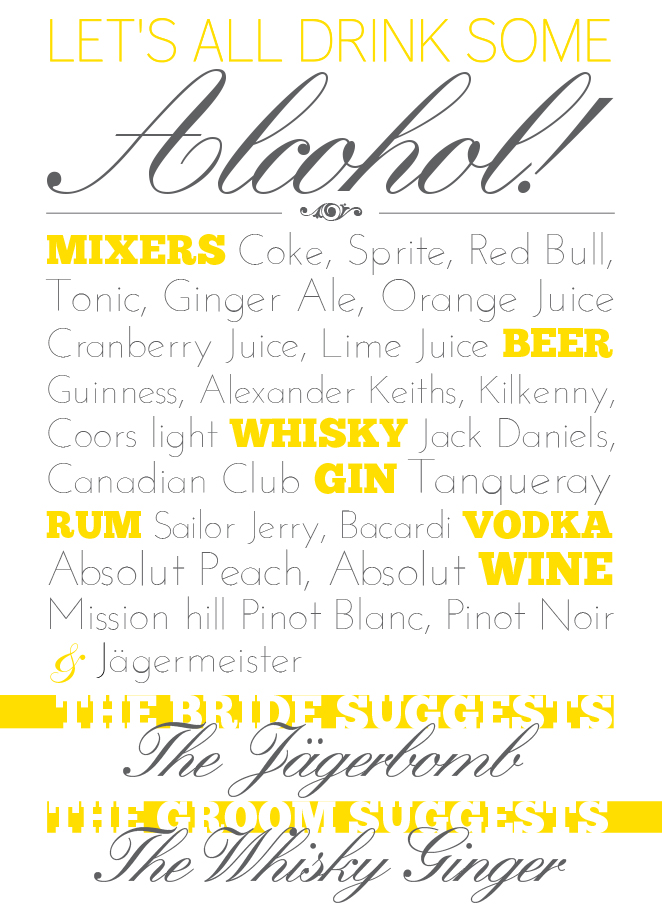 LET'S ALL DRINK SOME
Alcohol!
MIXERS Coke, Sprite, Red Bull,
Tonic, Ginger Ale, Orange Juice
Cranberry Juice, Lime Juice BEER
Guinness, Alexander Keiths, Kilkenny,
Coors light WHISKY Jack Daniels,
Canadian Club GIN Tanqueray
RUM Sailor Jerry, Bacardi VODKA
Absolut Peach, Absolut WINE
Mission hill Pinot Blanc, Pinot Noir
& Jägermeister
THE BRIDE SUGGESTS
The Jägerbomb
THE GROOM SUGGESTS
The Whisky Ginger